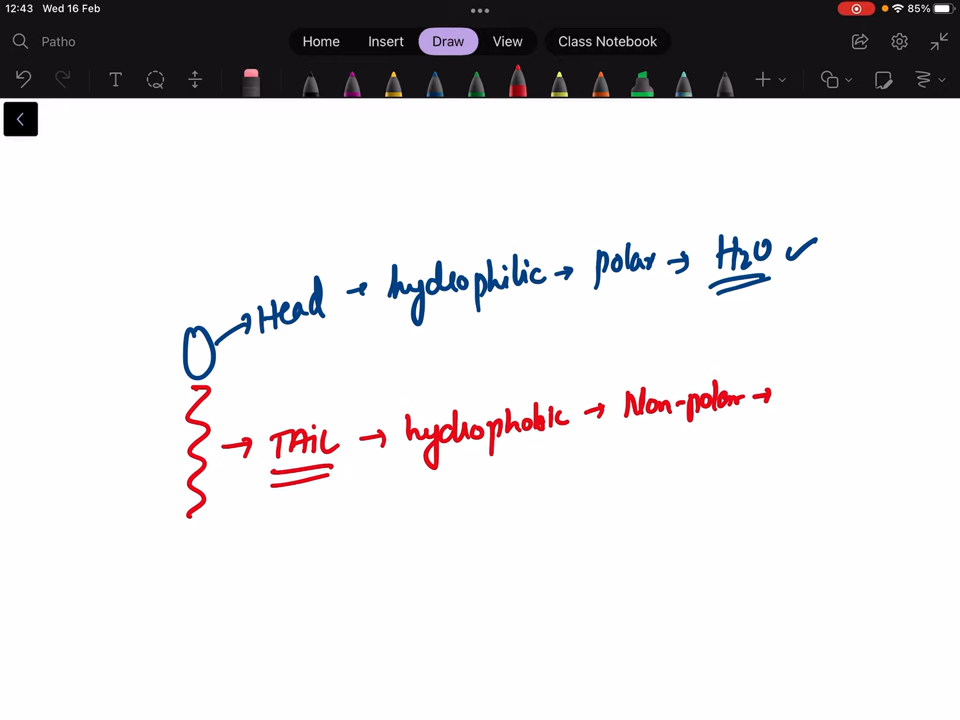 12:43 Wed 16 Feb
85%
Patho
Home Insert Draw View Class Notebook
Head → hydrophilic → polar → H2O ✓
→ TAIL → hydrophobic → Non-polar →